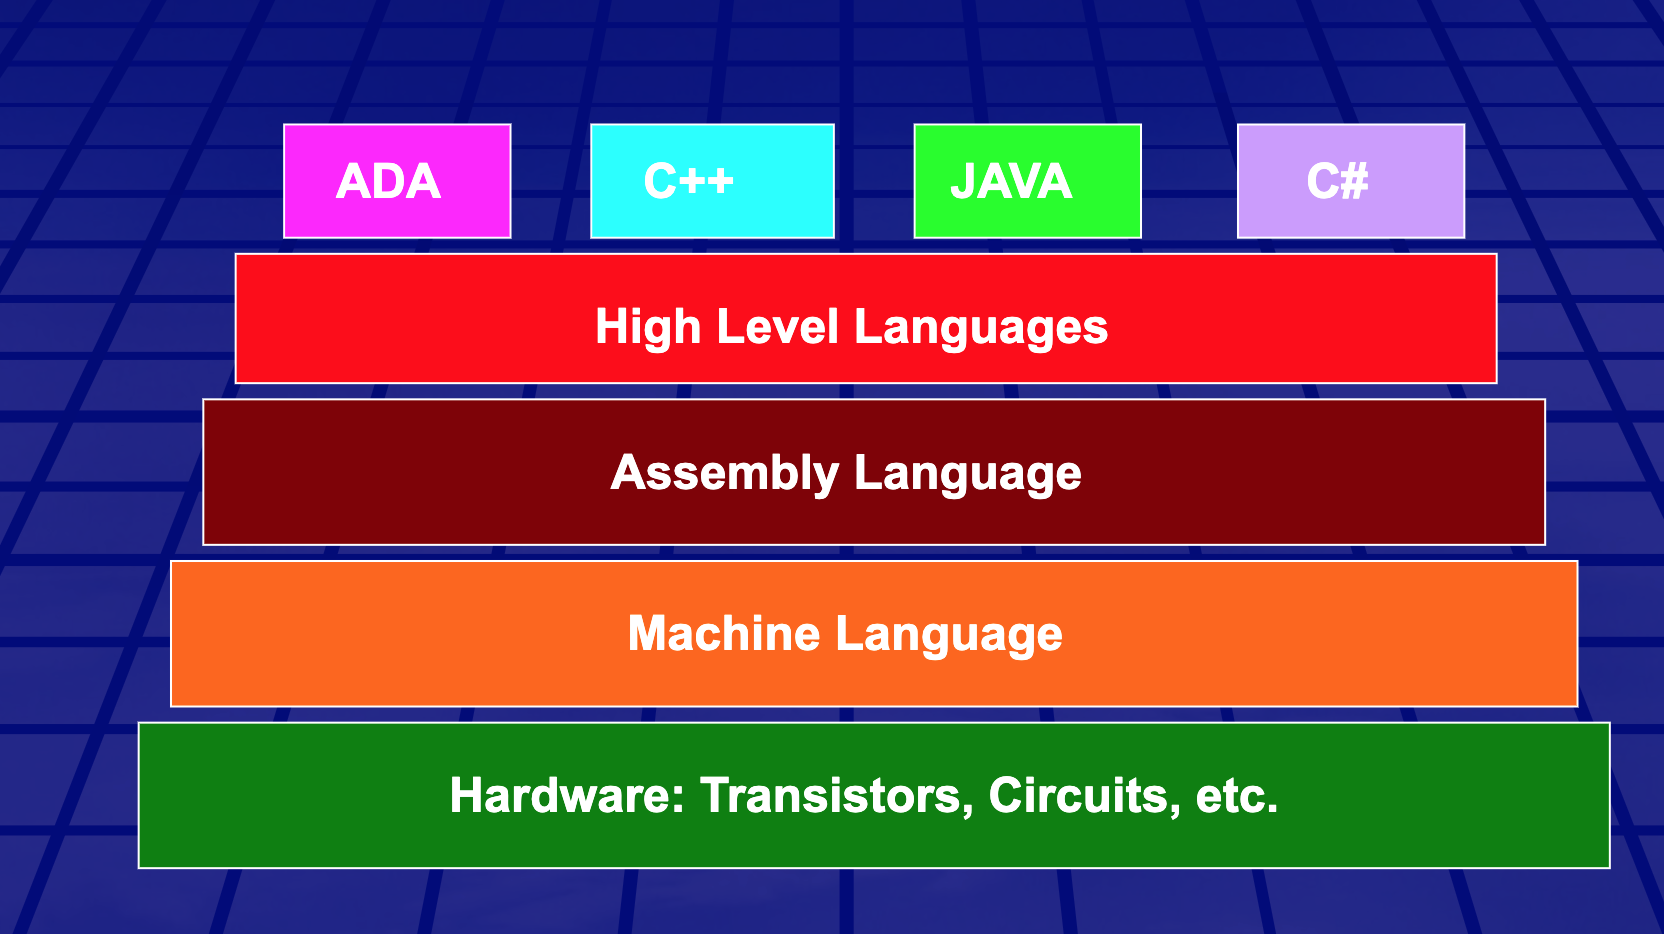 ADA
C++
JAVA
C#
High Level Languages
Assembly Language
Machine Language
Hardware: Transistors, Circuits, etc.